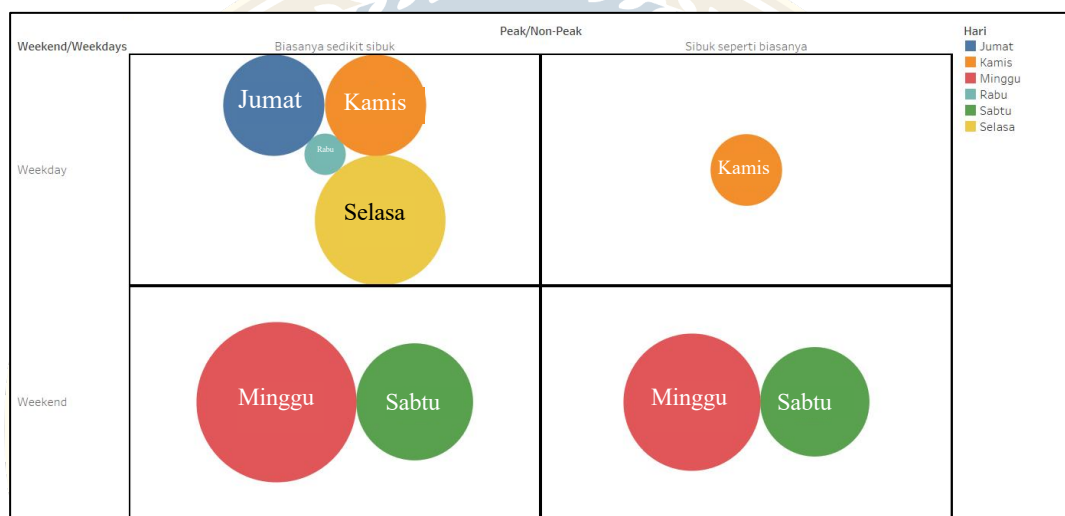 Peak/Non-Peak
Weekend/Weekdays
Biasanya sedikit sibuk
Sibuk seperti biasanya
Hari
Jumat
Kamis
Minggu
Rabu
Sabtu
Selasa
Weekday
Jumat
Kamis
Rabu
Selasa
Kamis
Weekend
Minggu
Sabtu
Minggu
Sabtu